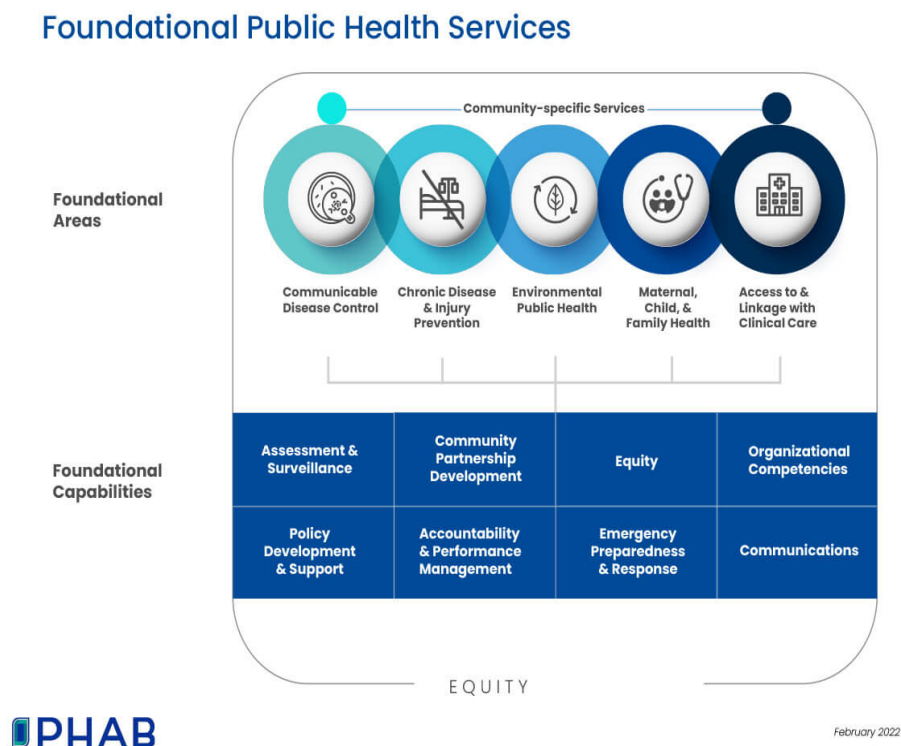 Foundational Public Health Services
Community-specific Services
Foundational
Areas
Communicable
Disease Control
Chronic Disease
& Injury
Prevention
Environmental
Public Health
Maternal,
Child, &
Family Health
Access to &
Linkage with
Clinical Care
Foundational
Capabilities
Assessment &
Surveillance
Community
Partnership
Development
Equity
Organizational
Competencies
Policy
Development
& Support
Accountability
& Performance
Management
Emergency
Preparedness
& Response
Communications
EQUITY
PHAB
February 2022